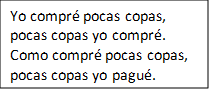 Yo compré pocas copas,
pocas copas yo compré.
Como compré pocas copas,
pocas copas yo pagué.